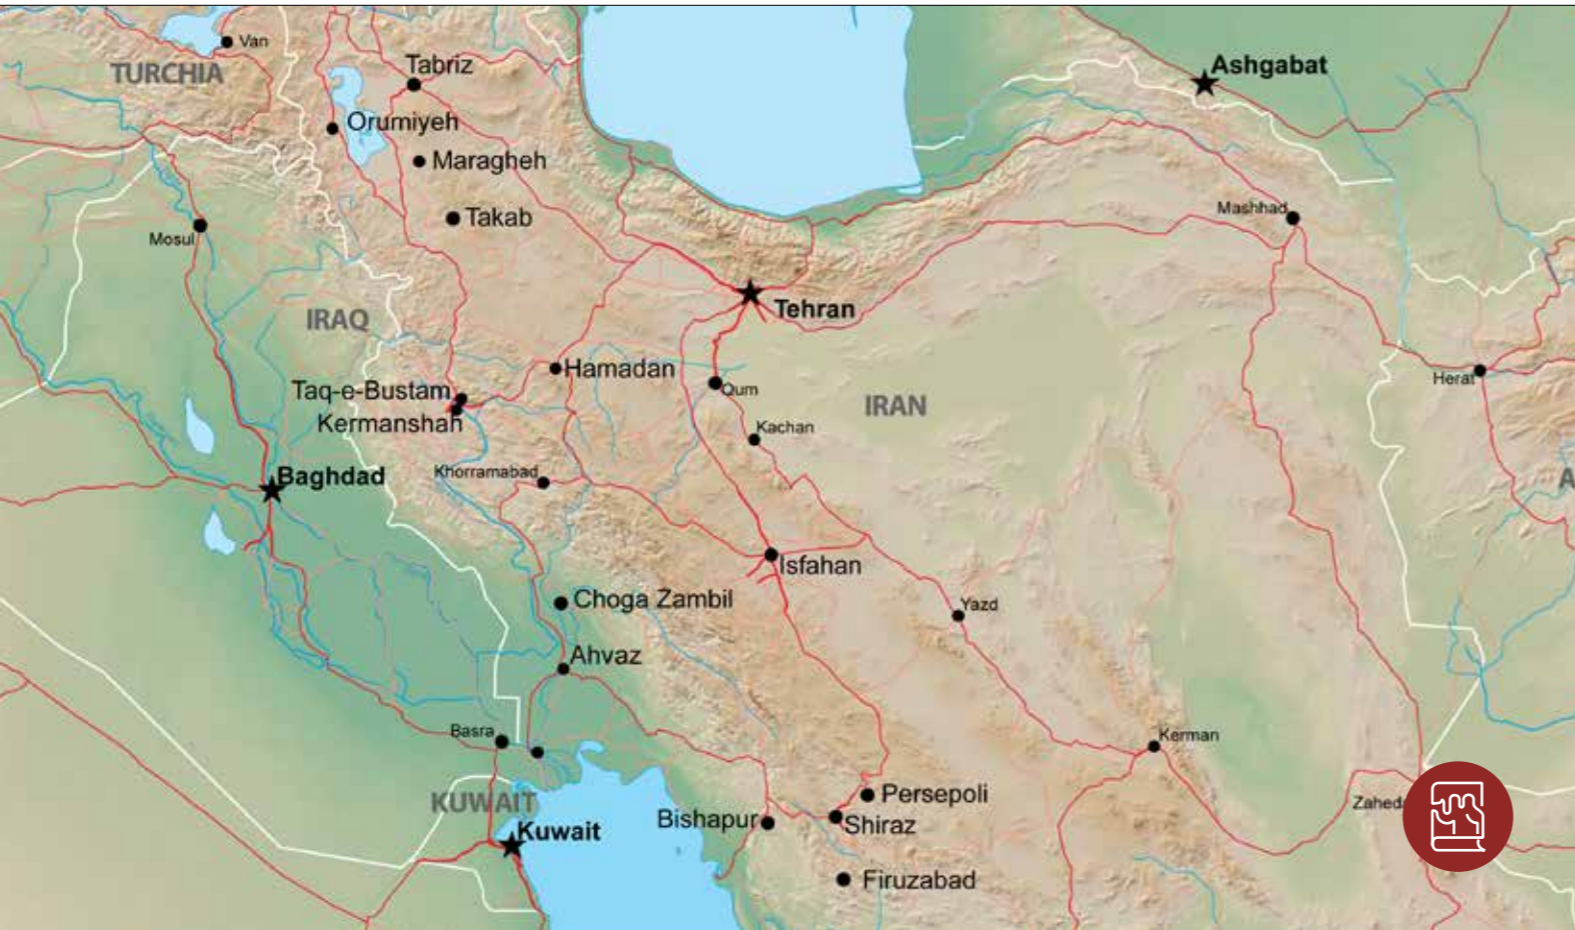 Van
TURCHIA
Tabriz
Ashgabat
Orumiyeh
Maragheh
Takab
Mashhad
Mosul
Tehran
IRAQ
Hamadan
Herat
Taq-e-Bustam
Qum
IRAN
Kermanshah
Kachan
Khorramabad
Baghdad
A
Isfahan
Choga Zambil
Yazd
Ahvaz
Basra
Kerman
Persepoli
KUWAIT
Zaheda
Bishapur
Shiraz
Kuwait
Firuzabad